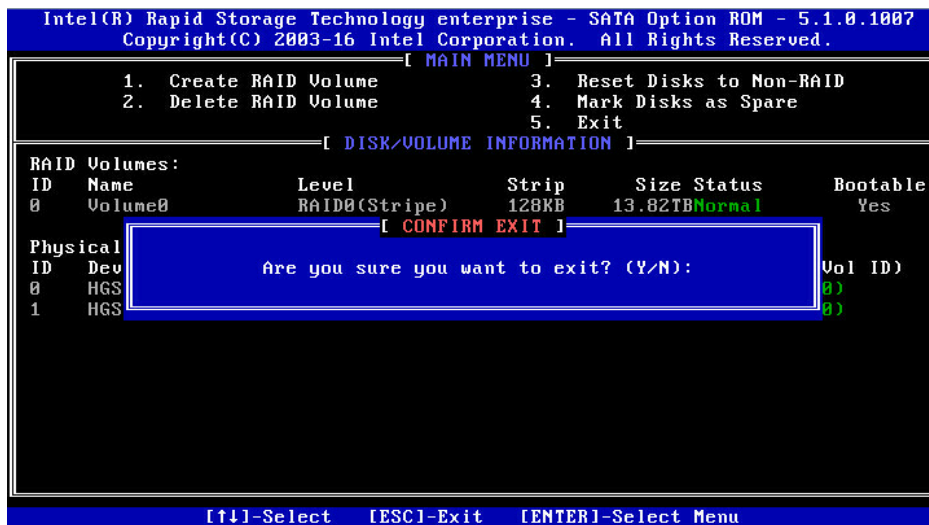 Intel(R) Rapid Storage Technology enterprise - SATA Option ROM - 5.1.0.1007
Copyright(C) 2003-16 Intel Corporation. All Rights Reserved.
[ MAIN MENU ]
1. Create RAID Volume 3. Reset Disks to Non-RAID
2. Delete RAID Volume 4. Mark Disks as Spare
5. Exit
[ DISK/VOLUME INFORMATION ]
RAID Volumes:
ID Name Level Strip Size Status Bootable
0 Volume0 RAID0(Stripe) 128KB 13.82TB Normal Yes
[ CONFIRM EXIT ]
Physical
ID Dev Are you sure you want to exit? (Y/N): Vol ID)
0 HGS 0)
1 HGS 0)
[↑↓]-Select [ESC]-Exit [ENTER]-Select Menu